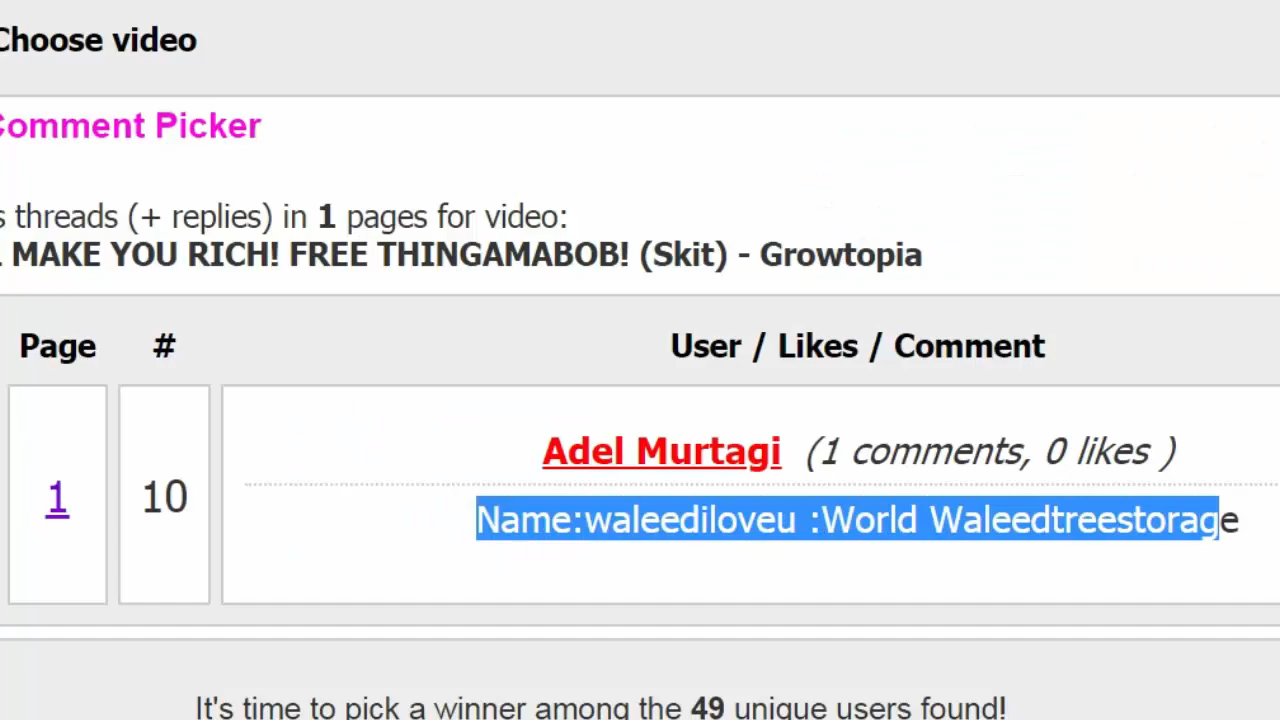 Choose video
Comment Picker
threads (+ replies) in 1 pages for video:
MAKE YOU RICH! FREE THINGAMABOB! (Skit) - Growtopia
Page # User / Likes / Comment
Adel Murtagi (1 comments, 0 likes )
1 10
Name:waleediloveu :World Waleedtreestorage
It's time to pick a winner among the 49 unique users found!